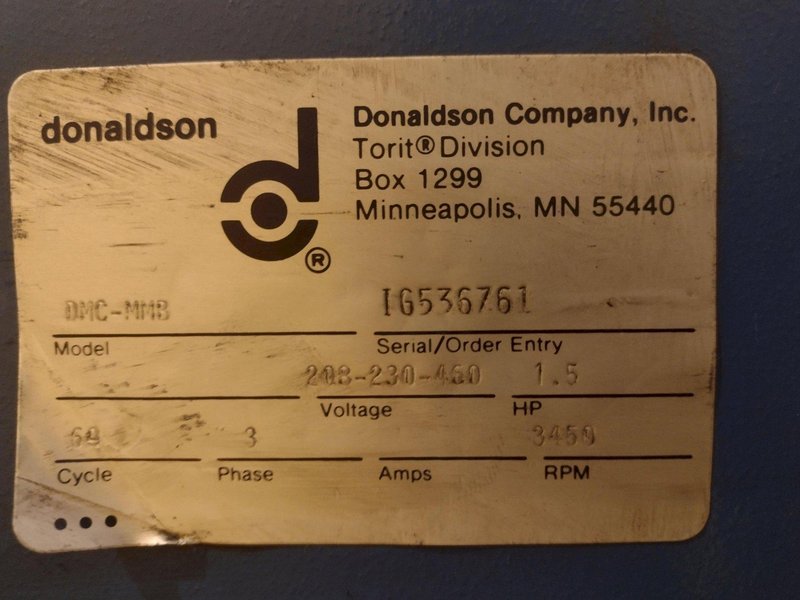 donaldson
d
®
Donaldson Company, Inc.
Torit® Division
Box 1299
Minneapolis, MN 55440
DMC-MMB
Model
IG536761
Serial/Order Entry
208-230-460
Voltage
1.5
HP
60
Cycle
3
Phase
Amps
3450
RPM